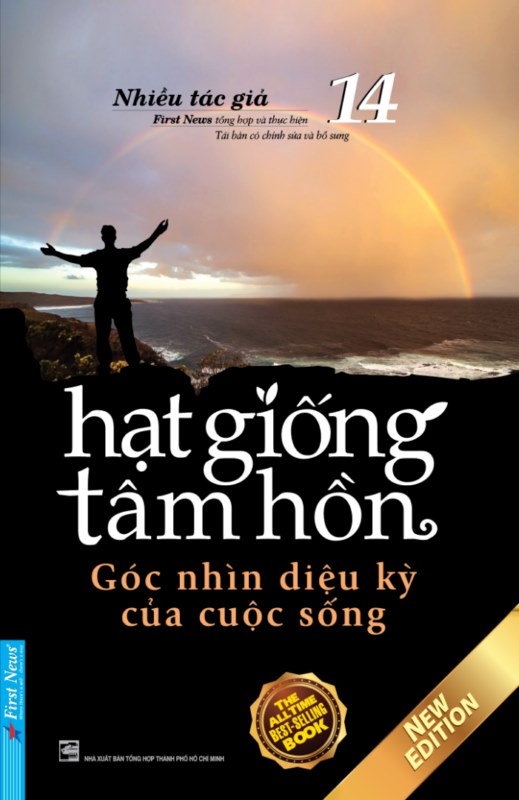 Nhiều tác giả
14
First News tổng hợp và thực hiện
Tái bản có chỉnh sửa và bổ sung
hạt giống
tâm hồn
Góc nhìn diệu kỳ
của cuộc sống
First News
THE
ALL TIME
BEST-SELLING
BOOK
NEW
EDITION
NHÀ XUẤT BẢN TỔNG HỢP THÀNH PHỐ HỒ CHÍ MINH